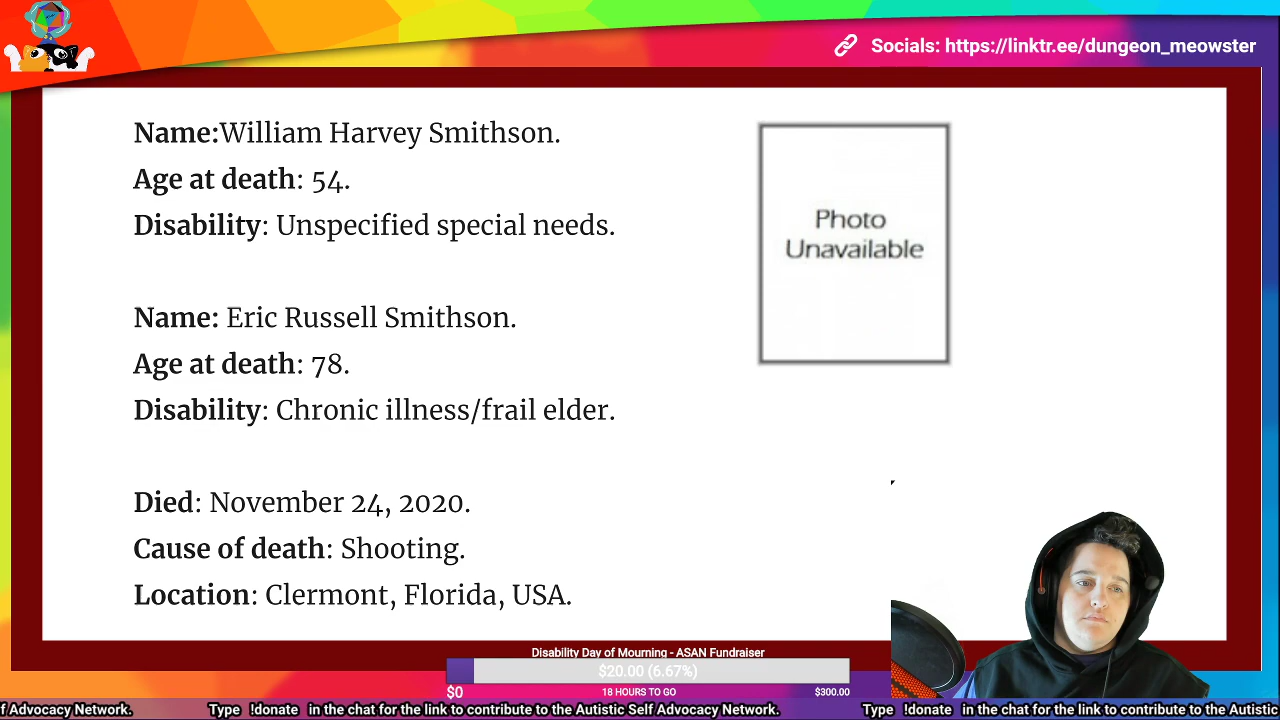 Socials: https://linktr.ee/dungeon_meowster
Name:William Harvey Smithson.
Age at death: 54.
Disability: Unspecified special needs.
Photo
Unavailable
Name: Eric Russell Smithson.
Age at death: 78.
Disability: Chronic illness/frail elder.
Died: November 24, 2020.
Cause of death: Shooting.
Location: Clermont, Florida, USA.
Disability Day of Mourning - ASAN Fundraiser
$20.00 (6.67%)
$0 18 HOURS TO GO $300.00
f Advocacy Network. Type !donate in the chat for the link to contribute to the Autistic Self Advocacy Network. Type !donate in the chat for the link to contribute to the Autistic